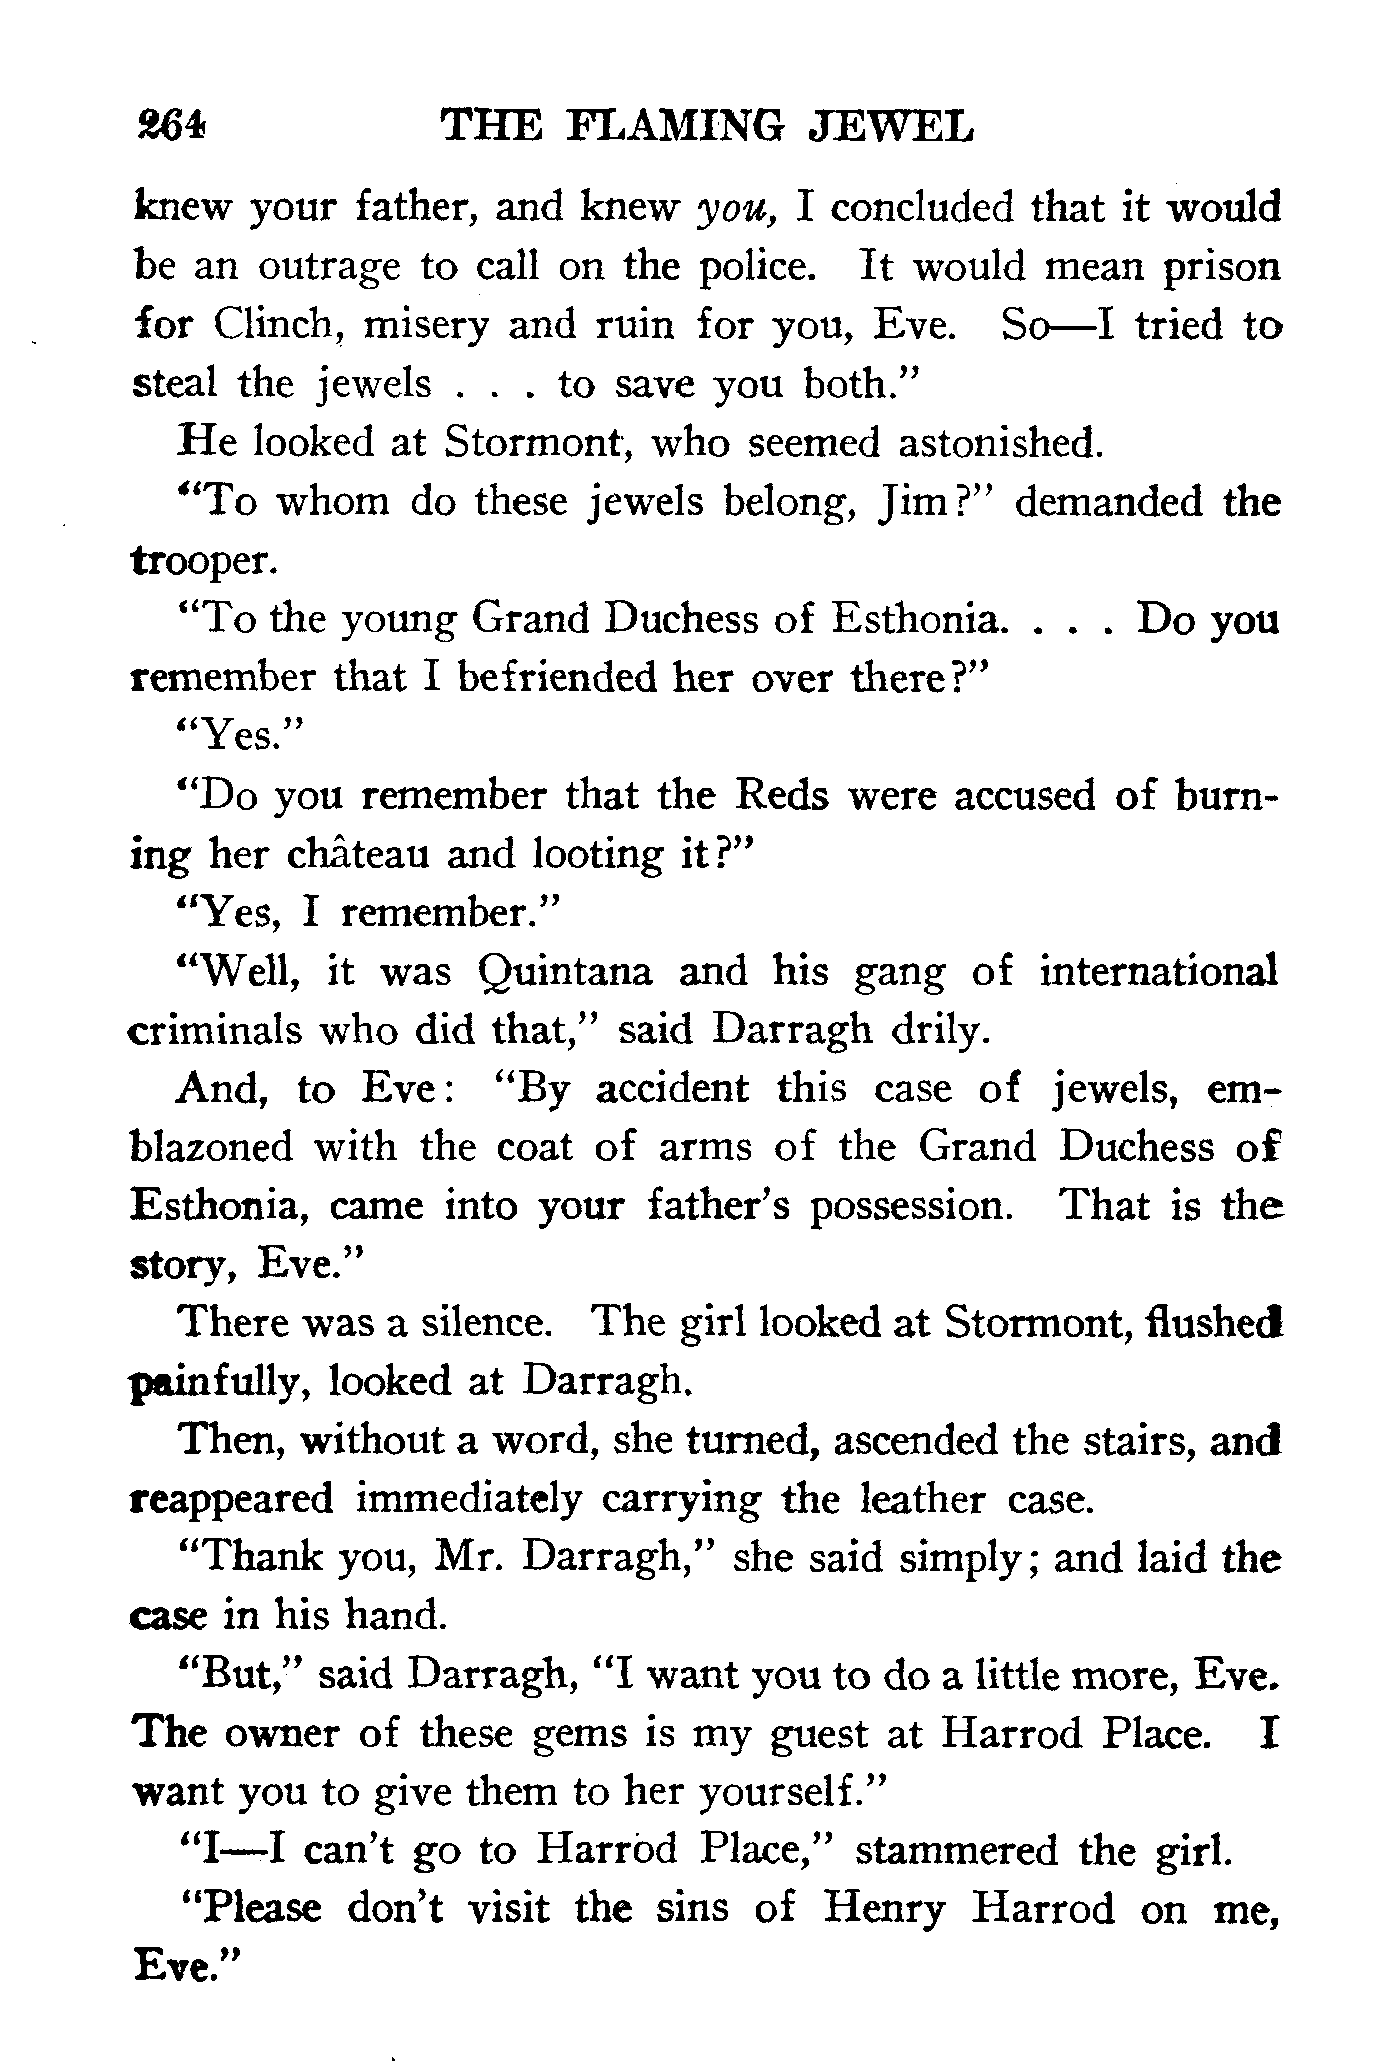 264 THE FLAMING JEWEL
knew your father, and knew you, I concluded that it would
be an outrage to call on the police. It would mean prison
for Clinch, misery and ruin for you, Eve. So—I tried to
steal the jewels . . . to save you both."
He looked at Stormont, who seemed astonished.
"To whom do these jewels belong, Jim?" demanded the
trooper.
"To the young Grand Duchess of Esthonia. . . . Do you
remember that I befriended her over there?"
"Yes."
"Do you remember that the Reds were accused of burn-
ing her château and looting it?"
"Yes, I remember."
"Well, it was Quintana and his gang of international
criminals who did that," said Darragh drily.
And, to Eve: "By accident this case of jewels, em-
blazoned with the coat of arms of the Grand Duchess of
Esthonia, came into your father's possession. That is the
story, Eve."
There was a silence. The girl looked at Stormont, flushed
painfully, looked at Darragh.
Then, without a word, she turned, ascended the stairs, and
reappeared immediately carrying the leather case.
"Thank you, Mr. Darragh," she said simply; and laid the
case in his hand.
"But," said Darragh, "I want you to do a little more, Eve.
The owner of these gems is my guest at Harrod Place. I
want you to give them to her yourself."
"I—I can't go to Harrod Place," stammered the girl.
"Please don't visit the sins of Henry Harrod on me,
Eve."